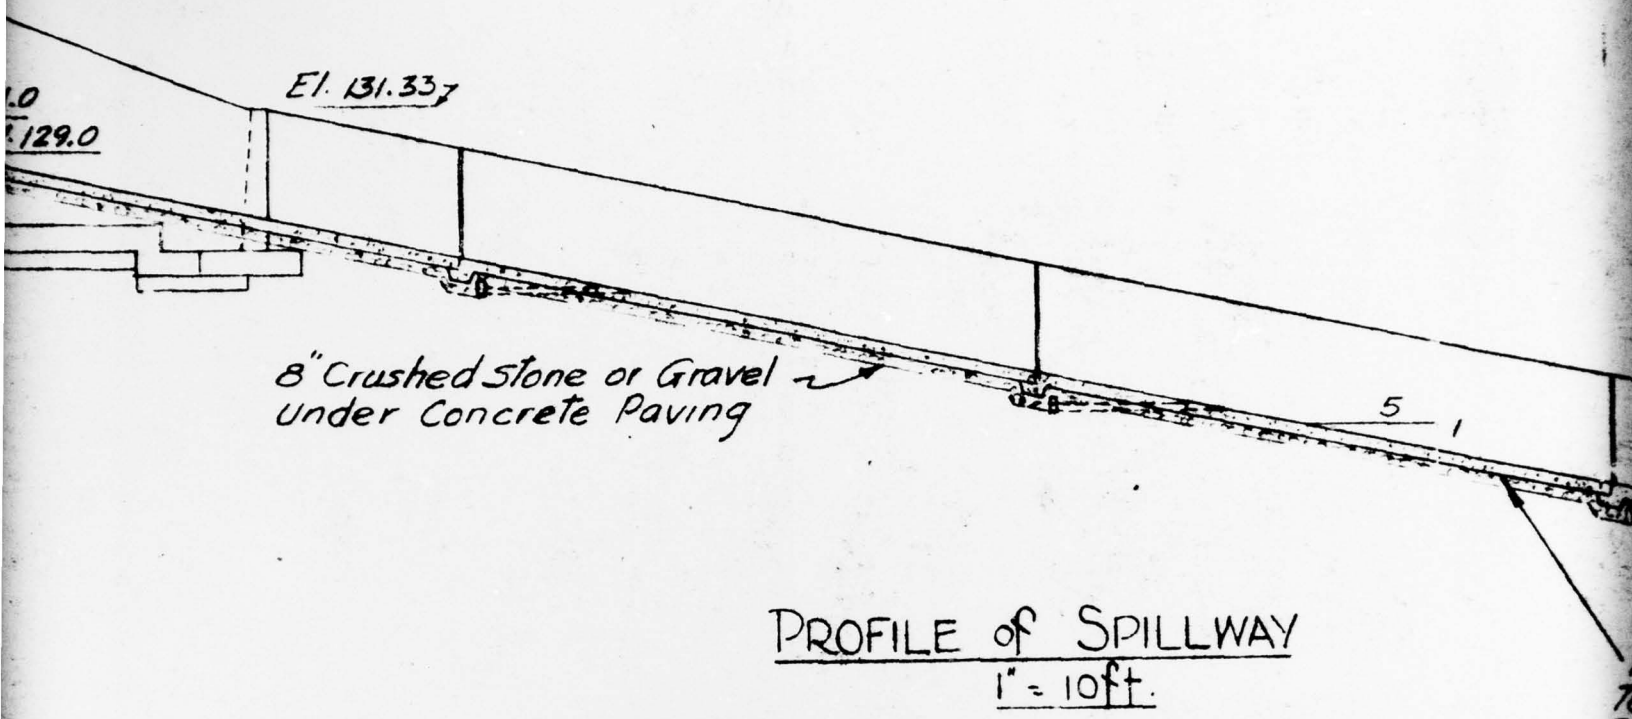 El. 131.33
.0
129.0
8" Crushed Stone or Gravel
Under Concrete Paving
5
1
PROFILE of SPILLWAY
1" = 10ft.